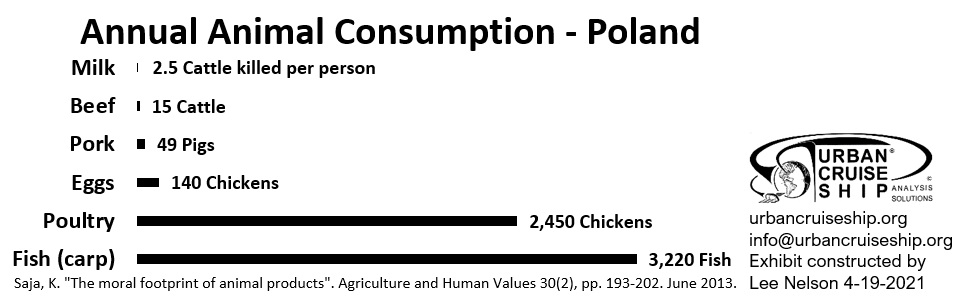 Annual Animal Consumption - Poland
Milk 2.5 Cattle killed per person
Beef 15 Cattle
Pork 49 Pigs
Eggs 140 Chickens
Poultry 2,450 Chickens
Fish (carp) 3,220 Fish
Saja, K. "The moral footprint of animal products". Agriculture and Human Values 30(2), pp. 193-202. June 2013.
URBAN®
CRUISE ©
SHIP ANALYSIS
SOLUTIONS
urbancruiseship.org
info@urbancruiseship.org
Exhibit constructed by
Lee Nelson 4-19-2021